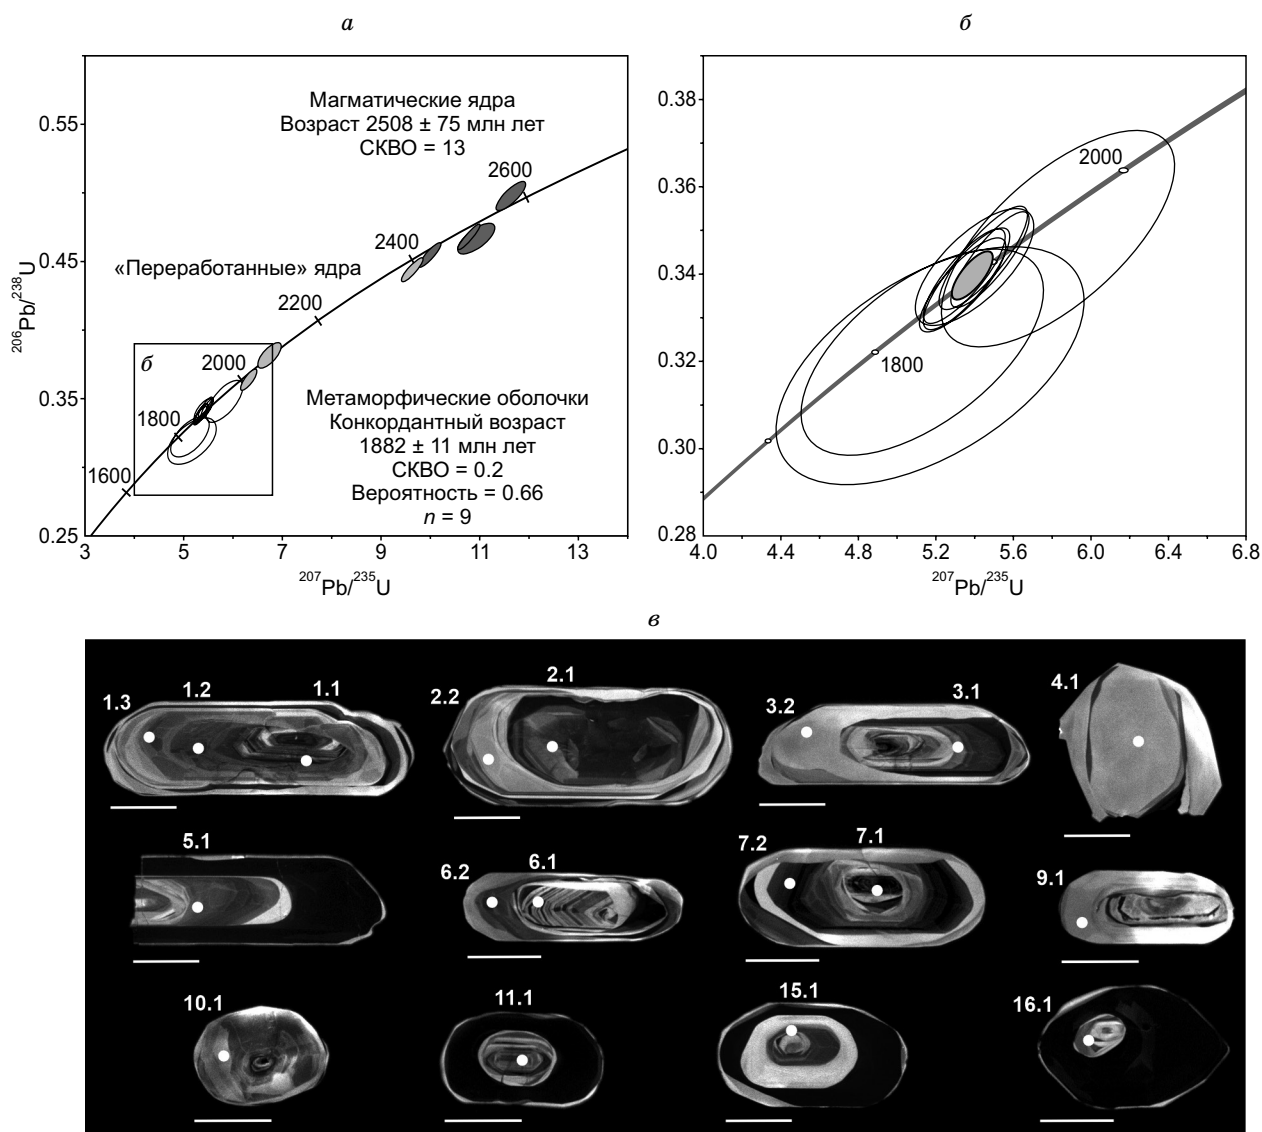 а
б
0.55
0.45
0.35
0.25
206Pb/238U
Магматические ядра
Возраст 2508 ± 75 млн лет
СКВО = 13
2600
2400
«Переработанные» ядра
2200
б
2000
1800
1600
Метаморфические оболочки
Конкордантный возраст
1882 ± 11 млн лет
СКВО = 0.2
Вероятность = 0.66
n = 9
3 5 7 9 11 13
207Pb/235U
0.38
0.36
0.34
0.32
0.30
0.28
2000
1800
4.0 4.4 4.8 5.2 5.6 6.0 6.4 6.8
207Pb/235U
в
1.3 1.2 1.1
2.2 2.1
3.2 3.1
4.1
5.1
6.2 6.1
7.2 7.1
9.1
10.1
11.1
15.1
16.1